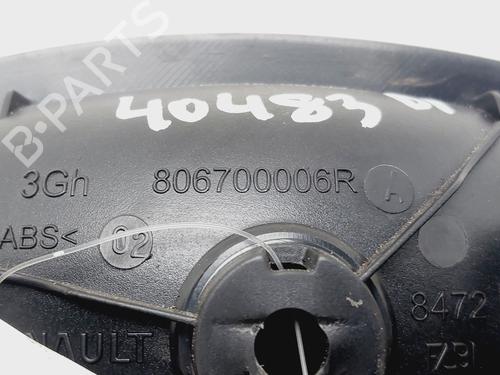 B-PARTS
40483
3Gh 806700006R A
ABS< 02
8472
NAULT